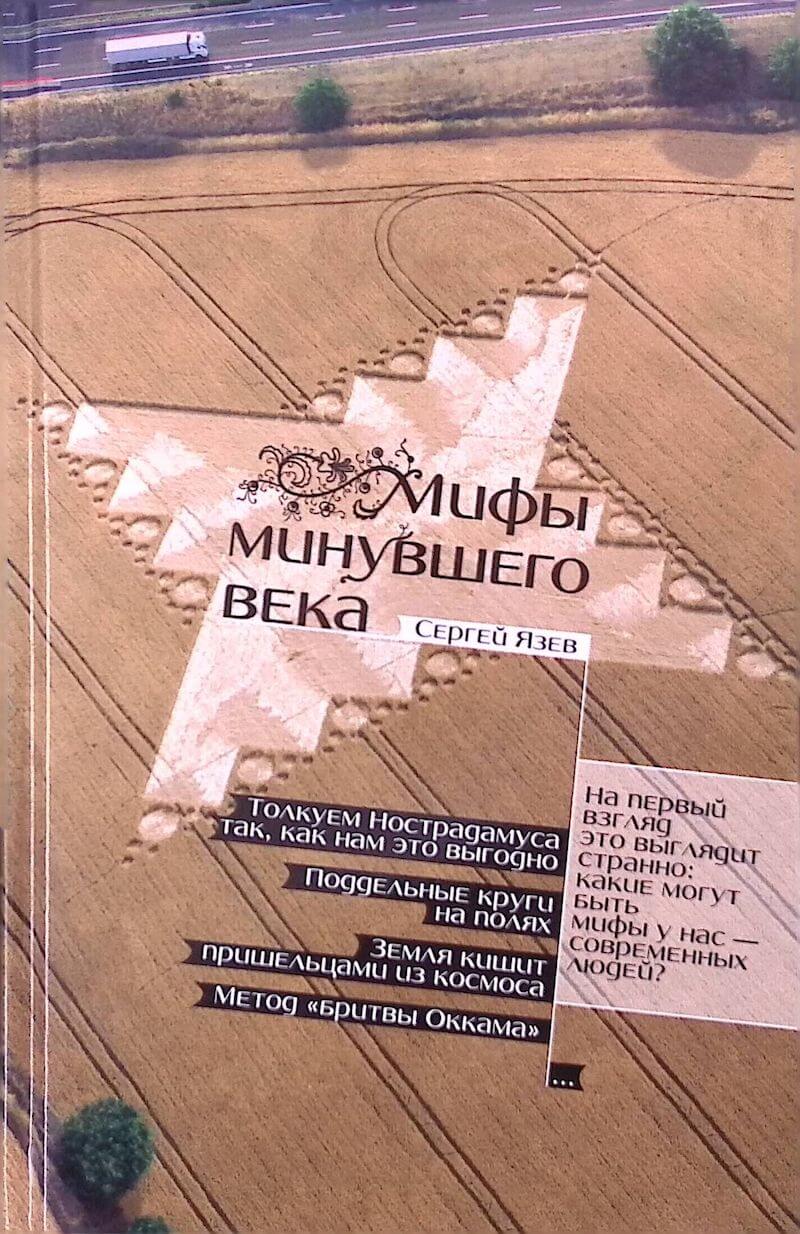 Мифы
минувшего
века
Сергей Язев
Толкуем Нострадамуса
так, как нам это выгодно
Поддельные круги
на полях
Земля кишит
пришельцами из космоса
Метод «бритвы Оккама»
...
На первый
взгляд
это выглядит
странно:
какие могут
быть
мифы у нас —
современных
людей?